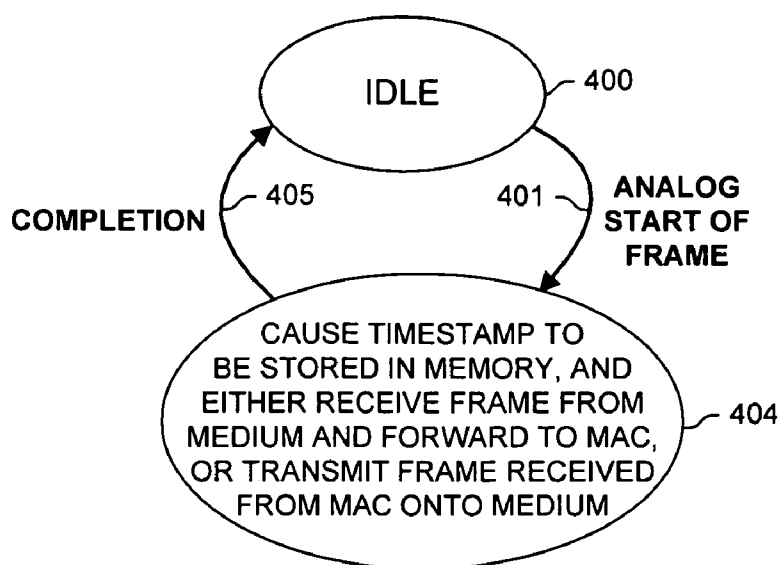 IDLE
400
COMPLETION
405
401
ANALOG
START OF
FRAME
CAUSE TIMESTAMP TO
BE STORED IN MEMORY, AND
EITHER RECEIVE FRAME FROM
MEDIUM AND FORWARD TO MAC,
OR TRANSMIT FRAME RECEIVED
FROM MAC ONTO MEDIUM
404